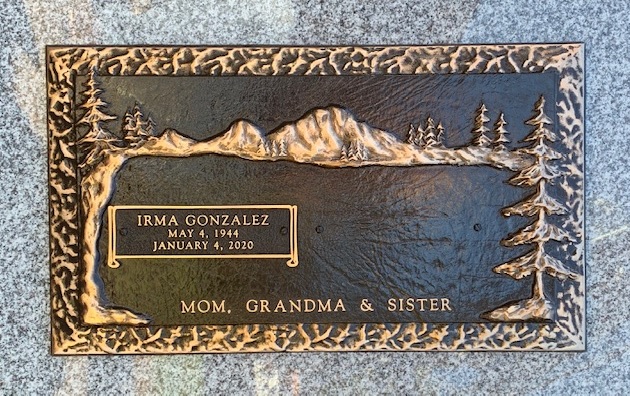 IRMA GONZALEZ
MAY 4, 1944
JANUARY 4, 2020
MOM, GRANDMA & SISTER